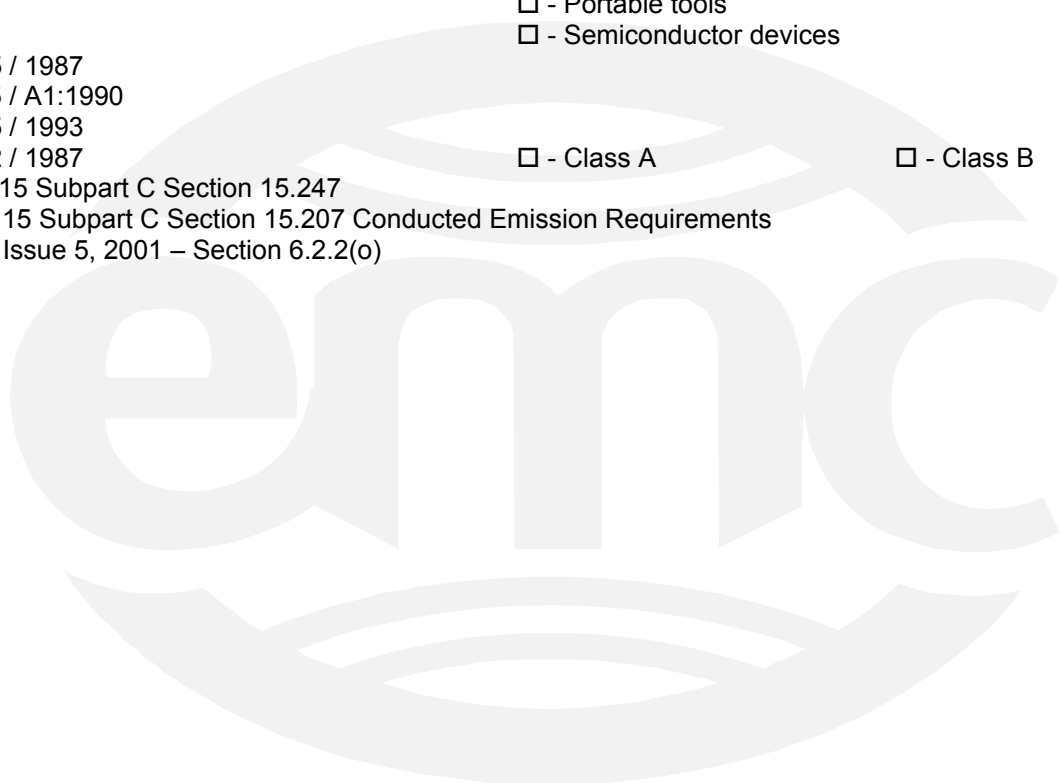 ☐ - Portable tools
☐ - Semiconductor devices
/ 1987
/ A1:1990
/ 1993
/ 1987 ☐ - Class A ☐ - Class B
15 Subpart C Section 15.247
15 Subpart C Section 15.207 Conducted Emission Requirements
Issue 5, 2001 – Section 6.2.2(o)
emc